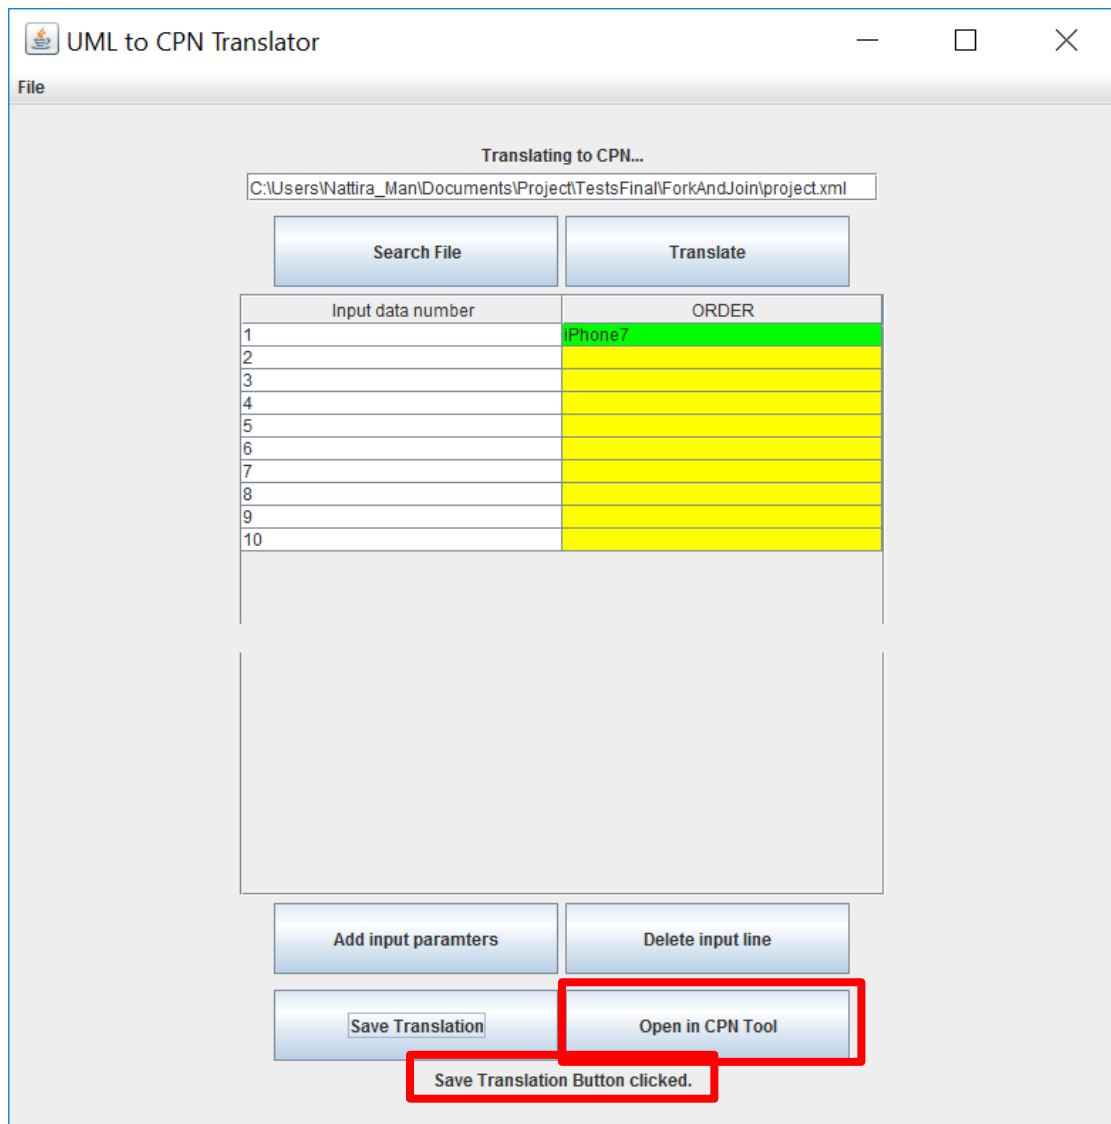 UML to CPN Translator
File
Translating to CPN...
C:\Users\Nattira_Man\Documents\Project\TestsFinal\ForkAndJoin\project.xml
Search File Translate
Input data number ORDER
1 iPhone7
2
3
4
5
6
7
8
9
10
Add input paramters Delete input line
Save Translation Open in CPN Tool
Save Translation Button clicked.